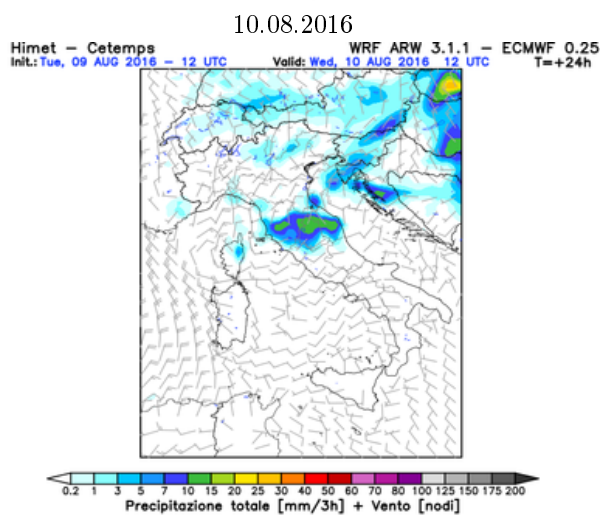 10.08.2016
Himet - Cetemps WRF ARW 3.1.1 - ECMWF 0.25
Init.: Tue, 09 AUG 2016 - 12 UTC Valid: Wed, 10 AUG 2016 12 UTC T=+24h
0.2 1 3 5 7 10 15 20 25 30 40 50 60 70 80 100 125 150 175 200
Precipitazione totale [mm/3h] + Vento [nodi]